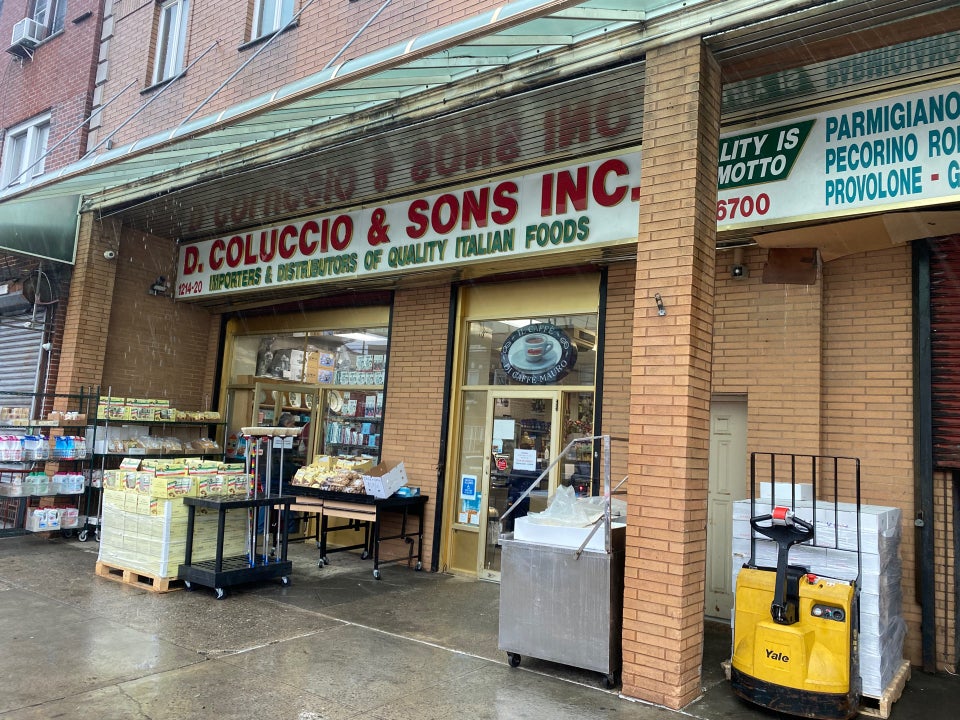 D. COLUCCIO & SONS INC.
1214-20 IMPORTERS & DISTRIBUTORS OF QUALITY ITALIAN FOODS
LITY IS
MOTTO
6700
PARMIGIANO
PECORINO RO
PROVOLONE - G
IL CAFFÈ
DI CAFFÈ MAURO
Yale